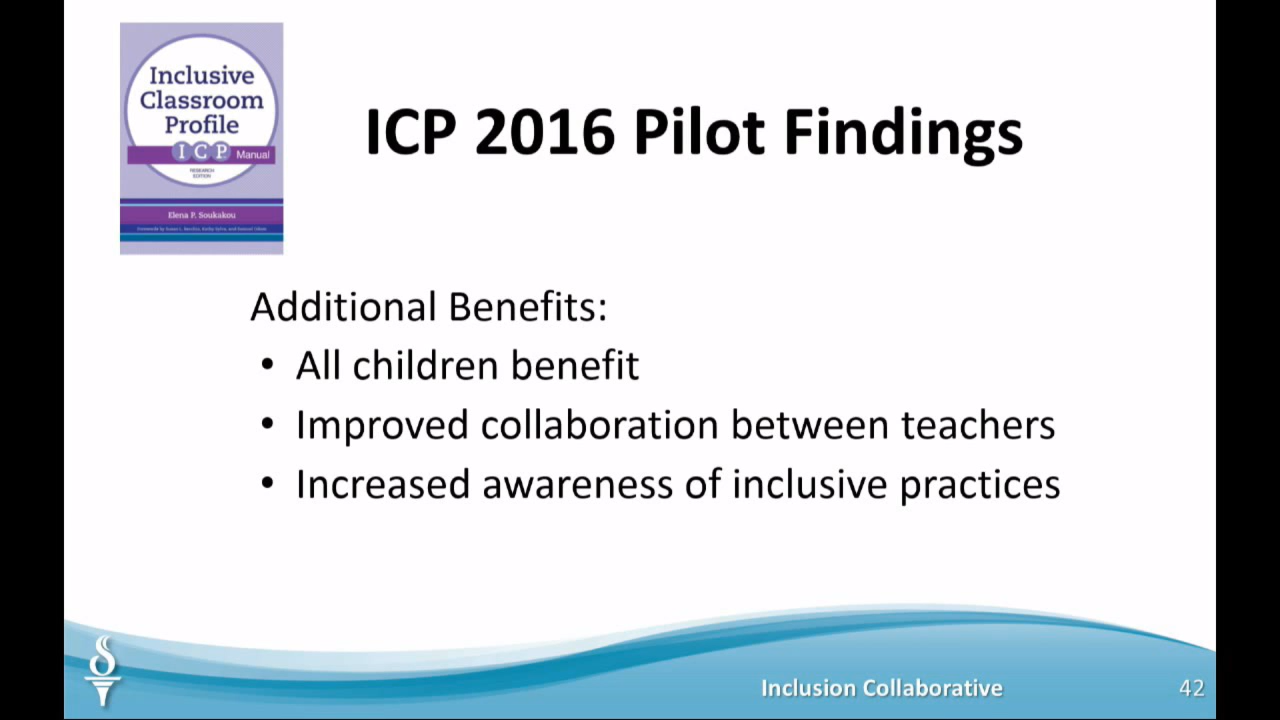 Inclusive
Classroom
Profile
ICP Manual
RESEARCH
EDITION
Elena P. Soukakou
ICP 2016 Pilot Findings
Additional Benefits:
• All children benefit
• Improved collaboration between teachers
• Increased awareness of inclusive practices
Inclusion Collaborative
42